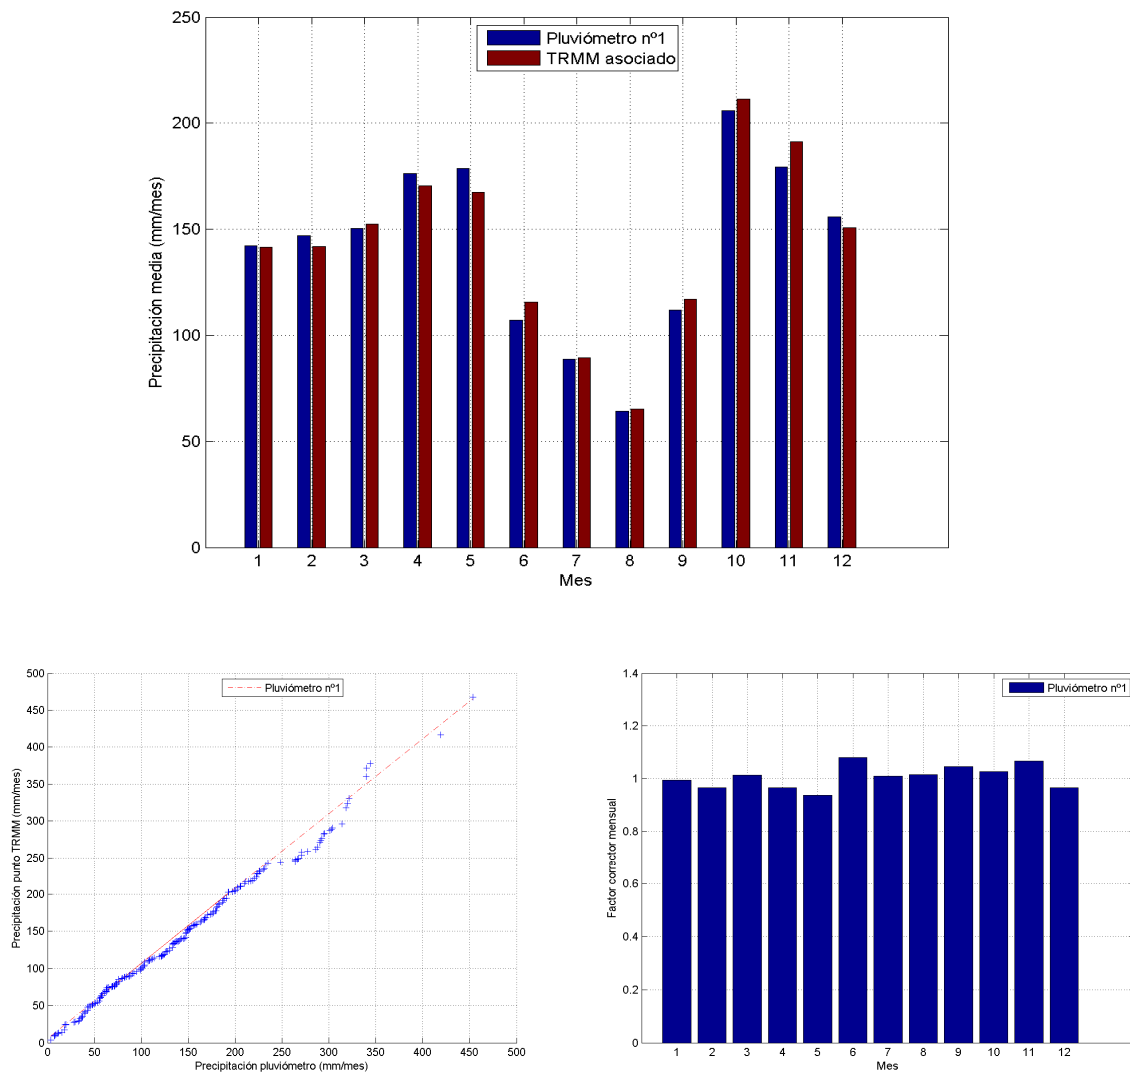 250
200
150
100
50
0
Precipitación media (mm/mes)
Pluviómetro nº1
TRMM asociado
1 2 3 4 5 6 7 8 9 10 11 12
Mes
500
450
400
350
300
250
200
150
100
50
0
Precipitación punto TRMM (mm/mes)
Pluviómetro nº1
0 50 100 150 200 250 300 350 400 450 500
Precipitación pluviómetro (mm/mes)
1.4
1.2
1
0.8
0.6
0.4
0.2
0
Factor corrector mensual
Pluviómetro nº1
1 2 3 4 5 6 7 8 9 10 11 12
Mes